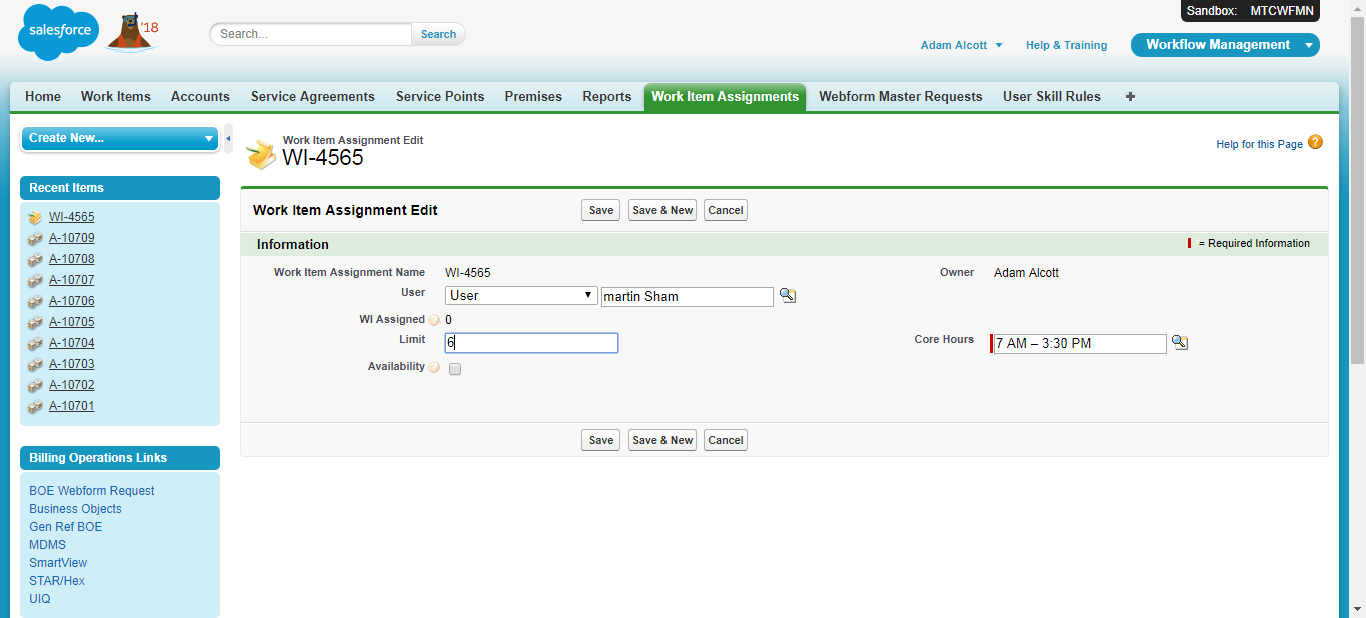 Sandbox: MTCWFMN
salesforce
'18
Search...
Search
Adam Alcott
Help & Training
Workflow Management
Home
Work Items
Accounts
Service Agreements
Service Points
Premises
Reports
Work Item Assignments
Webform Master Requests
User Skill Rules
Create New...
Recent Items
WI-4565
A-10709
A-10708
A-10707
A-10706
A-10705
A-10704
A-10703
A-10702
A-10701
Billing Operations Links
BOE Webform Request
Business Objects
Gen Ref BOE
MDMS
SmartView
STAR/Hex
UIQ
Work Item Assignment Edit
WI-4565
Help for this Page
Work Item Assignment Edit
Save
Save & New
Cancel
Information
= Required Information
Work Item Assignment Name WI-4565
Owner Adam Alcott
User User martin Sham
WI Assigned 0
Limit 6
Core Hours 7 AM – 3:30 PM
Availability
Save
Save & New
Cancel